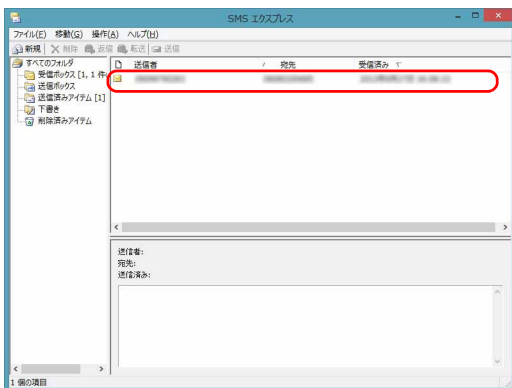 SMS エクスプレス
ファイル(F) 移動(G) 操作(A) ヘルプ(H)
新規 削除 返信 転送 送信
すべてのフォルダ
受信ボックス [1, 1 件
送信ボックス
送信済みアイテム [1]
下書き
削除済みアイテム
送信者 宛先 受信済み
送信者:
宛先:
送信済み:
1 個の項目